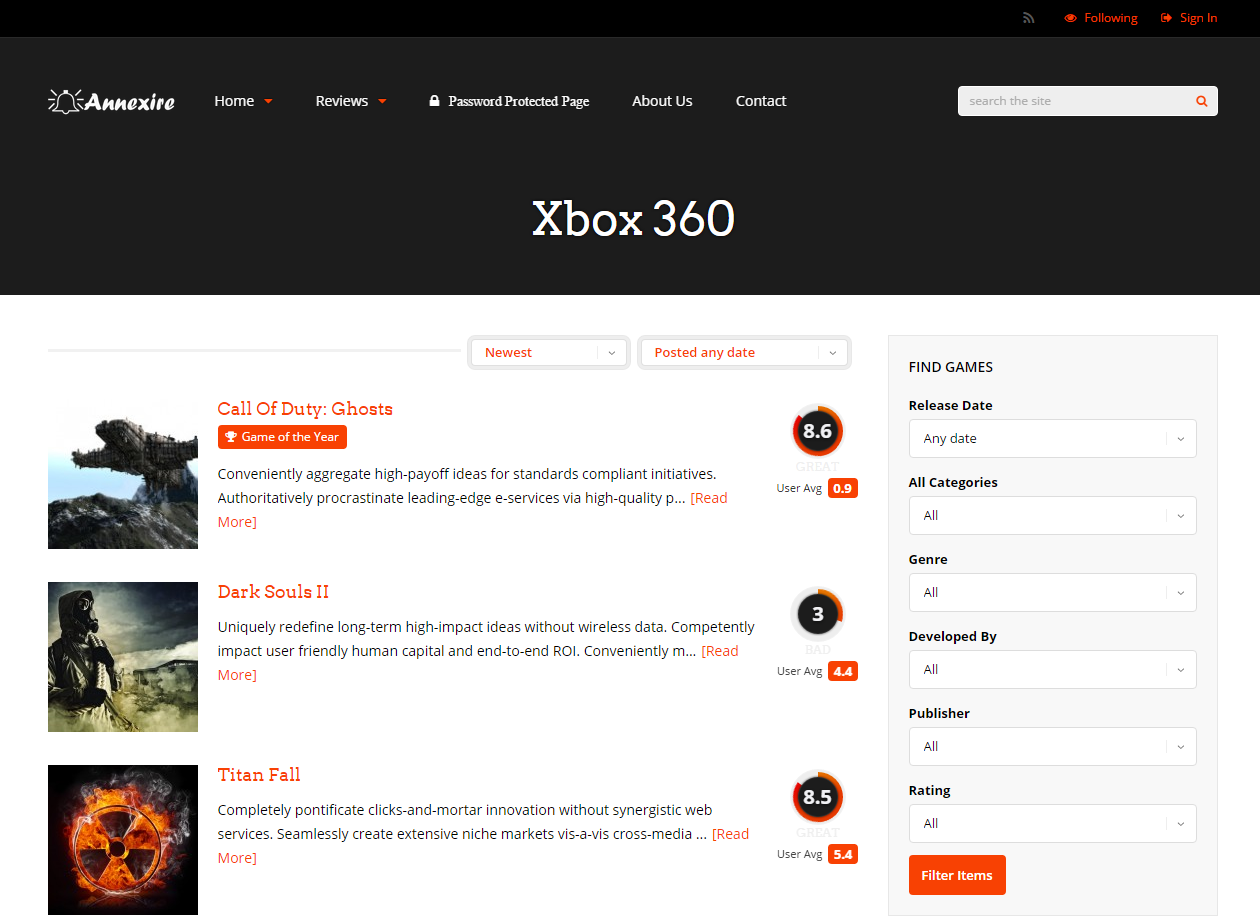 Following Sign In
Annexire Home Reviews Password Protected Page About Us Contact search the site
Xbox 360
Newest Posted any date
Call Of Duty: Ghosts
Game of the Year
Conveniently aggregate high-payoff ideas for standards compliant initiatives.
Authoritatively procrastinate leading-edge e-services via high-quality p... [Read
More]
8.6
GREAT
User Avg 0.9
Dark Souls II
Uniquely redefine long-term high-impact ideas without wireless data. Competently
impact user friendly human capital and end-to-end ROI. Conveniently m... [Read
More]
3
BAD
User Avg 4.4
Titan Fall
Completely pontificate clicks-and-mortar innovation without synergistic web
services. Seamlessly create extensive niche markets vis-a-vis cross-media ... [Read
More]
8.5
GREAT
User Avg 5.4
FIND GAMES
Release Date
Any date
All Categories
All
Genre
All
Developed By
All
Publisher
All
Rating
All
Filter Items